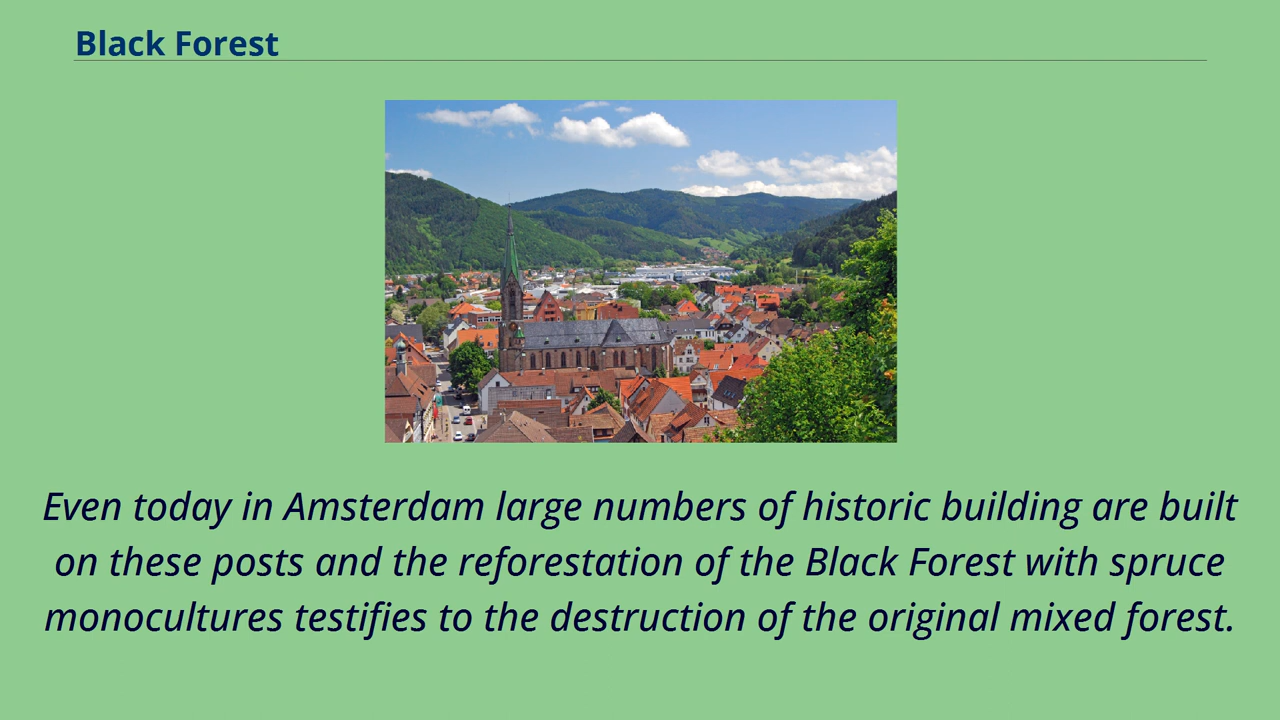 Black Forest
Even today in Amsterdam large numbers of historic building are built
on these posts and the reforestation of the Black Forest with spruce
monocultures testifies to the destruction of the original mixed forest.